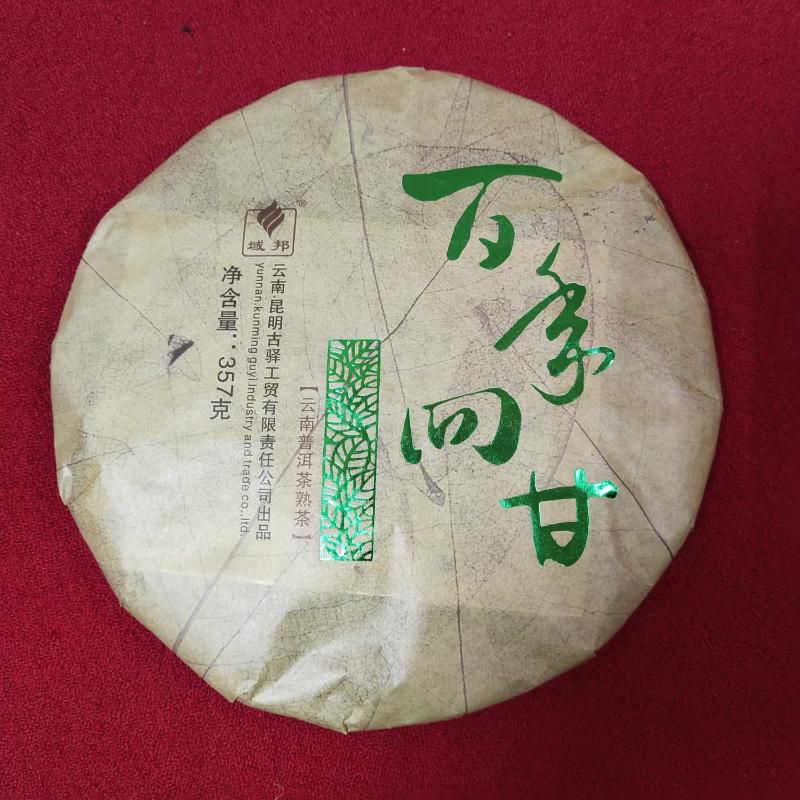 百年回甘
【云南普洱茶熟茶】
云南.昆明古驿工贸有限责任公司出品
yunnan.kunming guyi.Industry and trade co.,ltd.
净含量：357克
域邦®